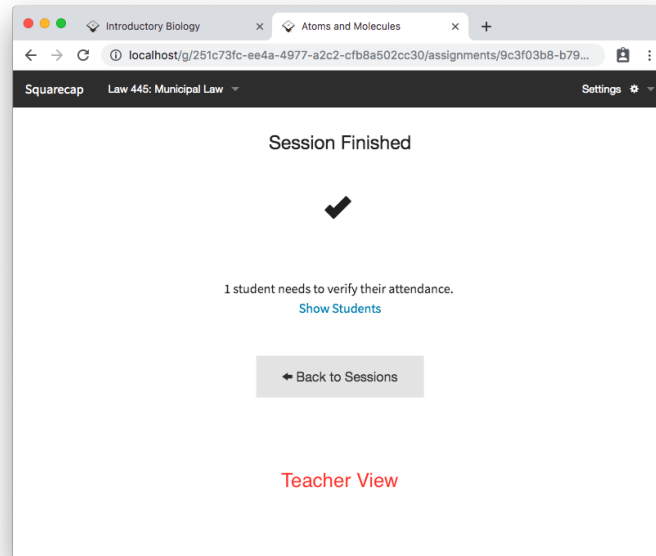 Introductory Biology
Atoms and Molecules
localhost/g/251c73fc-ee4a-4977-a2c2-cfb8a502cc30/assignments/9c3f03b8-b79...
Squarecap Law 445: Municipal Law Settings
Session Finished
1 student needs to verify their attendance.
Show Students
Back to Sessions
Teacher View